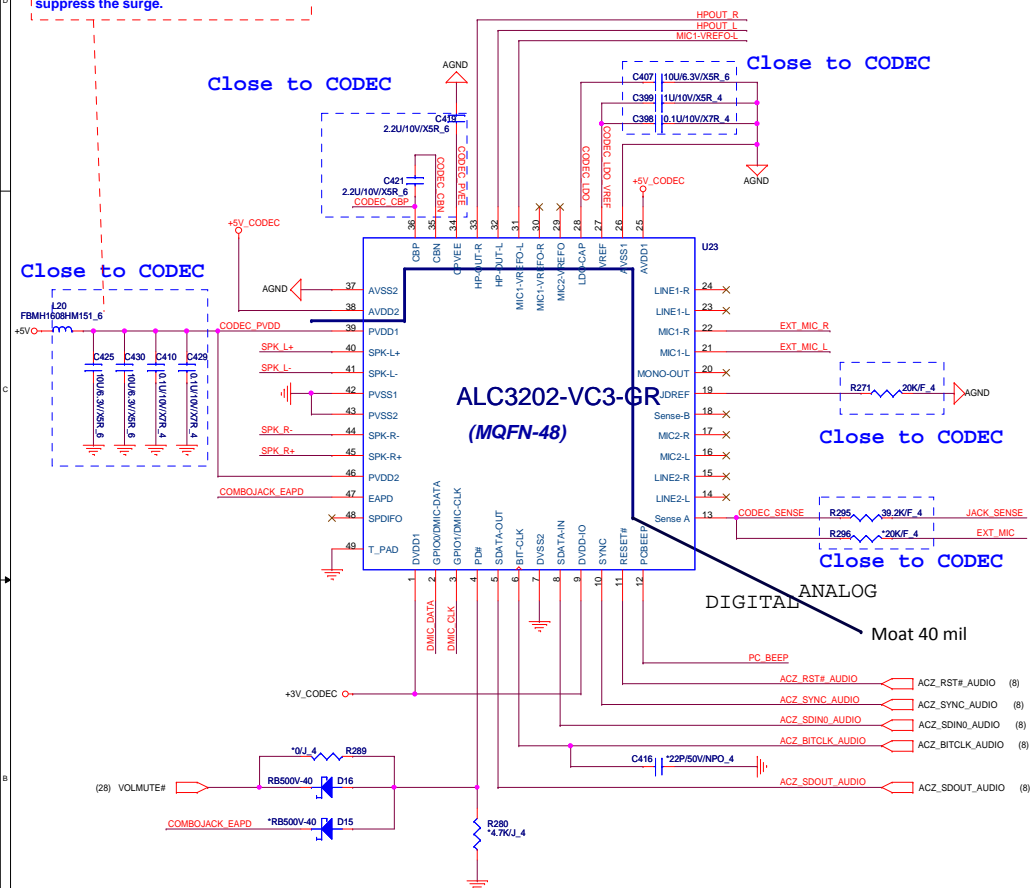 D
suppress the surge.
HPOUT_R
HPOUT_L
MIC1-VREFO-L
Close to CODEC
AGND
C419
2.2U/10V/X5R_6
C421
2.2U/10V/X5R_6
CODEC_CBP
CODEC_CBN
CODEC_PVEE
Close to CODEC
C407
10U/6.3V/X5R_6
C399
1U/10V/X5R_4
C398
0.1U/10V/X7R_4
CODEC_LDO
CODEC_LDO_VREF
AGND
+5V_CODEC
+5V_CODEC
36
35
34
33
32
31
30
29
28
27
26
25
U23
CBP
CBN
CPVEE
HP-OUT-R
HP-OUT-L
MIC1-VREFO-L
MIC1-VREFO-R
MIC2-VREFO
LDO-CAP
VREF
AVSS1
AVDD1
Close to CODEC
L20
FBMH1608HM151_6
+5V
CODEC_PVDD
C425
C430
C410
C429
10U/6.3V/X5R_6
10U/6.3V/X5R_6
0.1U/10V/X7R_4
0.1U/10V/X7R_4
AGND
37 AVSS2
38 AVDD2
39 PVDD1
SPK_L+ 40 SPK-L+
SPK_L- 41 SPK-L-
42 PVSS1
43 PVSS2
SPK_R- 44 SPK-R-
SPK_R+ 45 SPK-R+
46 PVDD2
COMBOJACK_EAPD 47 EAPD
48 SPDIFO
49 T_PAD
ALC3202-VC3-GR
(MQFN-48)
LINE1-R 24
LINE1-L 23
MIC1-R 22 EXT_MIC_R
MIC1-L 21 EXT_MIC_L
MONO-OUT 20
JDREF 19
Sense-B 18
MIC2-R 17
MIC2-L 16
LINE2-R 15
LINE2-L 14
Sense A 13
C
R271 20K/F_4 AGND
Close to CODEC
CODEC_SENSE
R295 39.2K/F_4 JACK_SENSE
R296 *20K/F_4 EXT_MIC
Close to CODEC
DVDD1
GPIO0/DMIC-DATA
GPIO1/DMIC-CLK
PD#
SDATA-OUT
BIT-CLK
DVSS2
SDATA-IN
DVDD-IO
SYNC
RESET#
PCBEEP
1
2
3
4
5
6
7
8
9
10
11
12
DMIC_DATA
DMIC_CLK
DIGITAL
ANALOG
Moat 40 mil
PC_BEEP
+3V_CODEC
ACZ_RST#_AUDIO ACZ_RST#_AUDIO (8)
ACZ_SYNC_AUDIO ACZ_SYNC_AUDIO (8)
ACZ_SDIN0_AUDIO ACZ_SDIN0_AUDIO (8)
ACZ_BITCLK_AUDIO ACZ_BITCLK_AUDIO (8)
C416 *22P/50V/NPO_4
ACZ_SDOUT_AUDIO ACZ_SDOUT_AUDIO (8)
B
*0/J_4 R289
(28) VOLMUTE#
RB500V-40 D16
COMBOJACK_EAPD
*RB500V-40 D15
R280
*4.7K/J_4